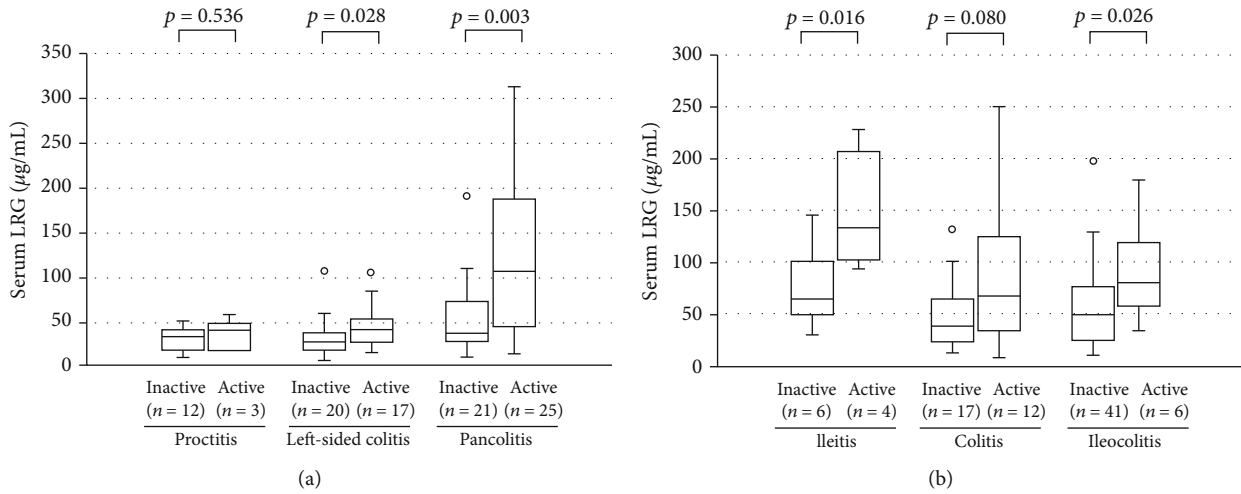 p = 0.536 p = 0.028 p = 0.003
350
300
250
200
150
100
50
0
Serum LRG (μg/mL)
Inactive Active Inactive Active Inactive Active
(n = 12) (n = 3) (n = 20) (n = 17) (n = 21) (n = 25)
Proctitis Left-sided colitis Pancolitis
(a)
p = 0.016 p = 0.080 p = 0.026
300
250
200
150
100
50
0
Serum LRG (μg/mL)
Inactive Active Inactive Active Inactive Active
(n = 6) (n = 4) (n = 17) (n = 12) (n = 41) (n = 6)
lleitis Colitis Ileocolitis
(b)